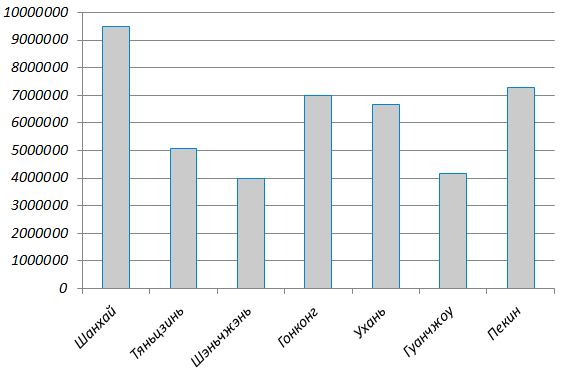 10000000
9000000
8000000
7000000
6000000
5000000
4000000
3000000
2000000
1000000
0
Шанхай
Тяньцзинь
Шэньчжэнь
Гонконг
Ухань
Гуанчжоу
Пекин